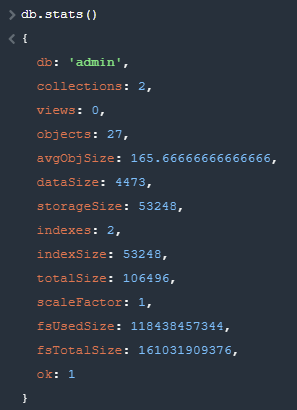 > db.stats()
< {
db: 'admin',
collections: 2,
views: 0,
objects: 27,
avgObjSize: 165.66666666666666,
dataSize: 4473,
storageSize: 53248,
indexes: 2,
indexSize: 53248,
totalSize: 106496,
scaleFactor: 1,
fsUsedSize: 118438457344,
fsTotalSize: 161031909376,
ok: 1
}